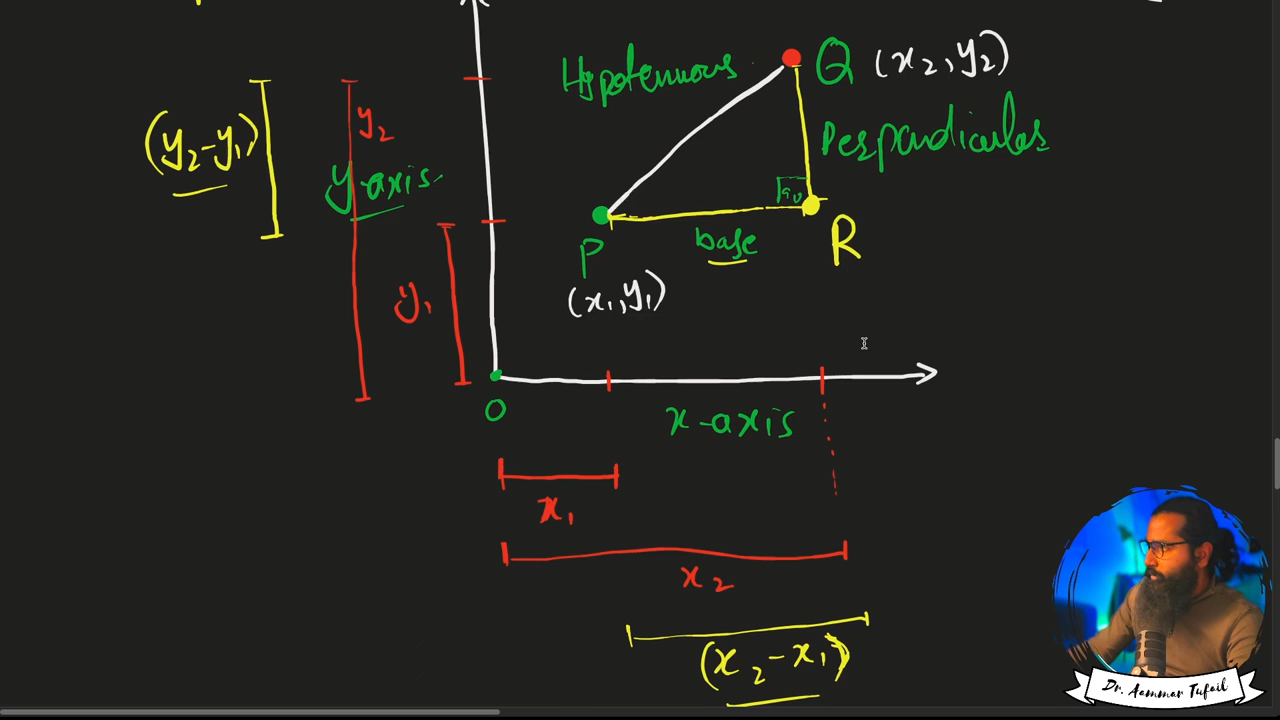 Hypotenuous
Q (x₂, y₂)
(y₂-y₁)
y₂
y-axis
Perpendicular
90
P
base
R
(x₁, y₁)
y₁
O
x-axis
x₁
x₂
(x₂-x₁)
Dr. Aammar Tufail